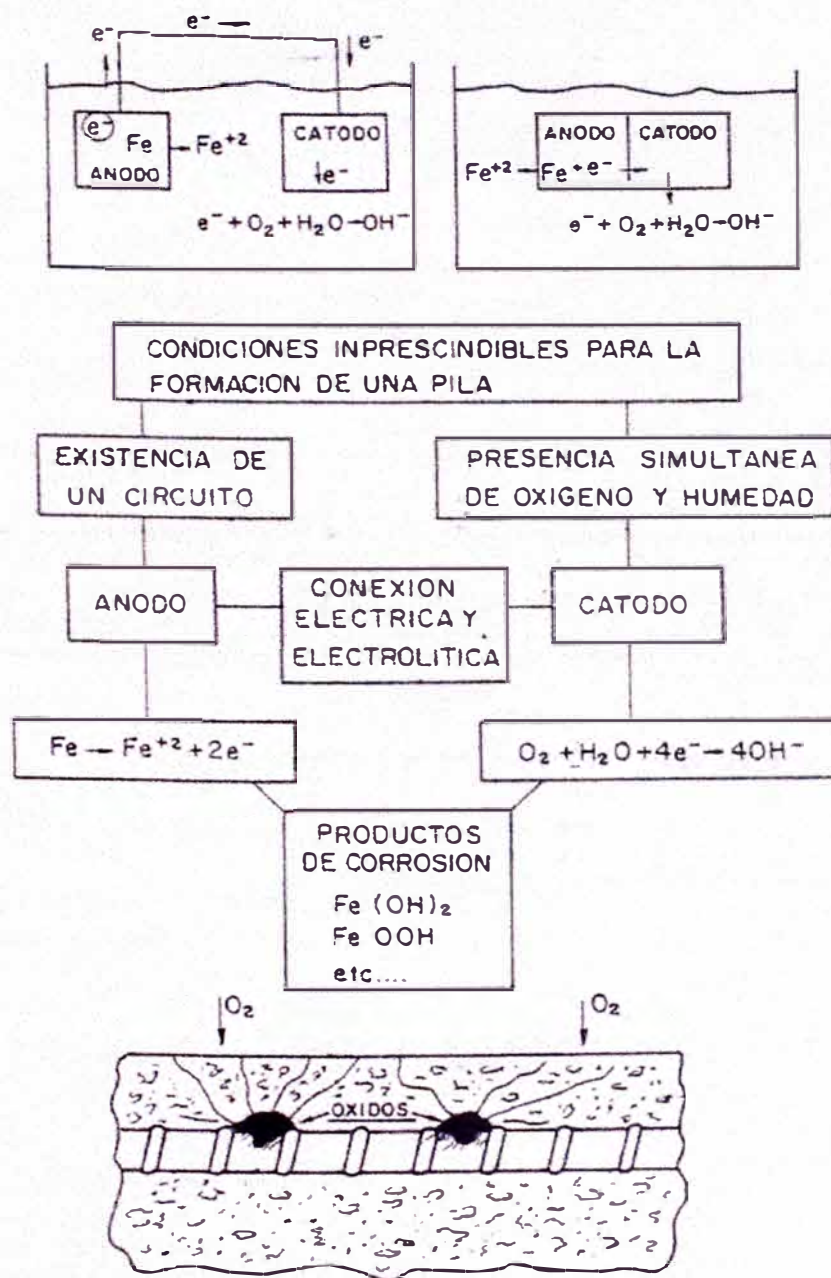 e⁻
e⁻
e⁻
e⁻
Fe
Fe⁺²
ANODO
CATODO
e⁻
e⁻ + O₂ + H₂O → OH⁻
ANODO
CATODO
Fe⁺² ← Fe⁺ e⁻
e⁻ + O₂ + H₂O → OH⁻
CONDICIONES INPRESCINDIBLES PARA LA
FORMACION DE UNA PILA
EXISTENCIA DE
UN CIRCUITO
PRESENCIA SIMULTANEA
DE OXIGENO Y HUMEDAD
ANODO
CONEXION
ELECTRICA Y
ELECTROLITICA
CATODO
Fe → Fe⁺² + 2e⁻
O₂ + H₂O + 4e⁻ → 4OH⁻
PRODUCTOS
DE CORROSION
Fe (OH)₂
Fe OOH
etc....
O₂
O₂
OXIDOS